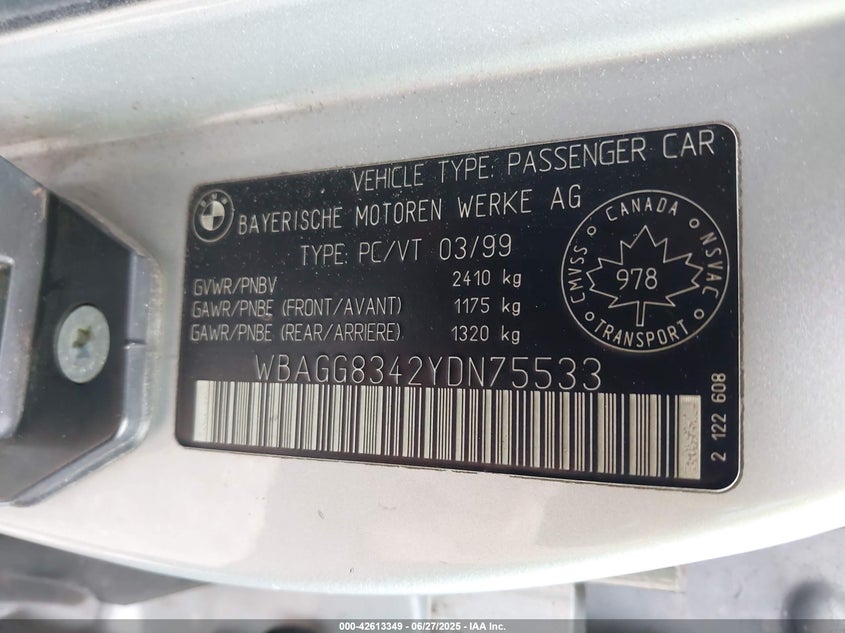 VEHICLE TYPE: PASSENGER CAR
BMW
BAYERISCHE MOTOREN WERKE AG
TYPE: PC/VT 03/99
GVWR/PNBV 2410 kg
GAWR/PNBE (FRONT/AVANT) 1175 kg
GAWR/PNBE (REAR/ARRIERE) 1320 kg
CANADA
CMVSS
NSVAC
978
TRANSPORT
WBAGG8342YDN75533
2 122 608
000-42613349 - 06/27/2025 - IAA Inc.